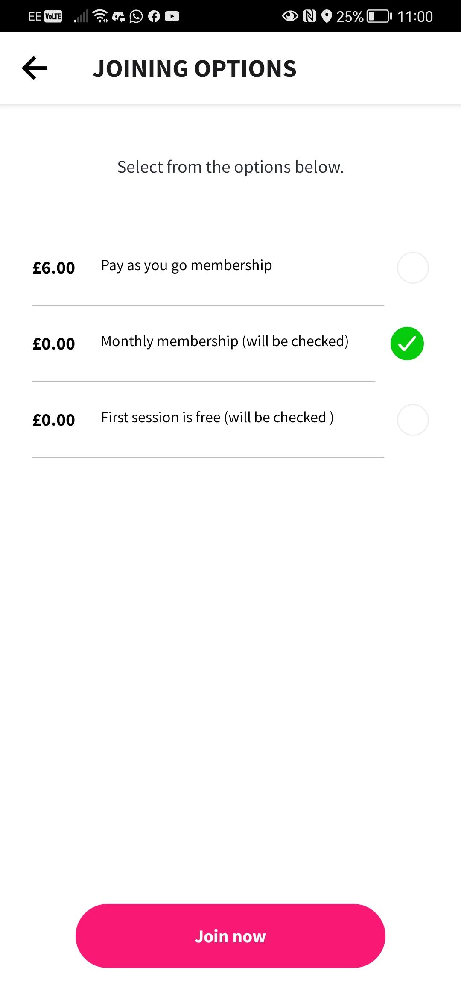 EE VoLTE 25% 11:00
JOINING OPTIONS
Select from the options below.
£6.00 Pay as you go membership
£0.00 Monthly membership (will be checked)
£0.00 First session is free (will be checked )
Join now